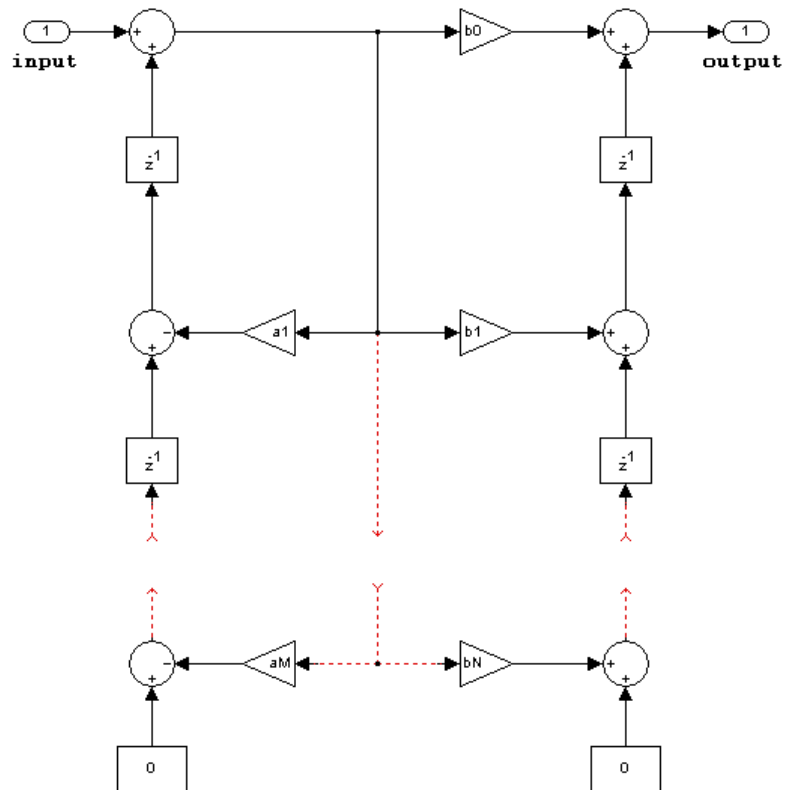 1 + + b0 + + 1
input output
z-1 z-1
- + a1 b1 + +
z-1 z-1
- + aM bN + +
0 0